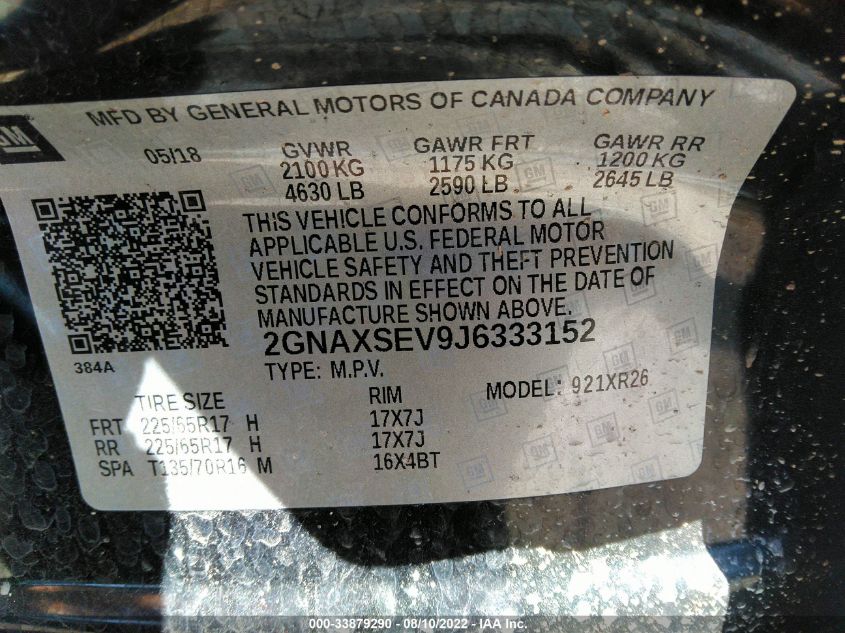 MFD BY GENERAL MOTORS OF CANADA COMPANY
GM
05/18 GVWR GAWR FRT GAWR RR
2100 KG 1175 KG 1200 KG
4630 LB 2590 LB 2645 LB
THIS VEHICLE CONFORMS TO ALL
APPLICABLE U.S. FEDERAL MOTOR
VEHICLE SAFETY AND THEFT PREVENTION
STANDARDS IN EFFECT ON THE DATE OF
MANUFACTURE SHOWN ABOVE.
2GNAXSEV9J6333152
384A
TYPE: M.P.V. MODEL: 921XR26
TIRE SIZE RIM
FRT 225/65R17 H 17X7J
RR 225/65R17 H 17X7J
SPA T135/70R16 M 16X4BT
000-33879290 - 08/10/2022 - IAA Inc.